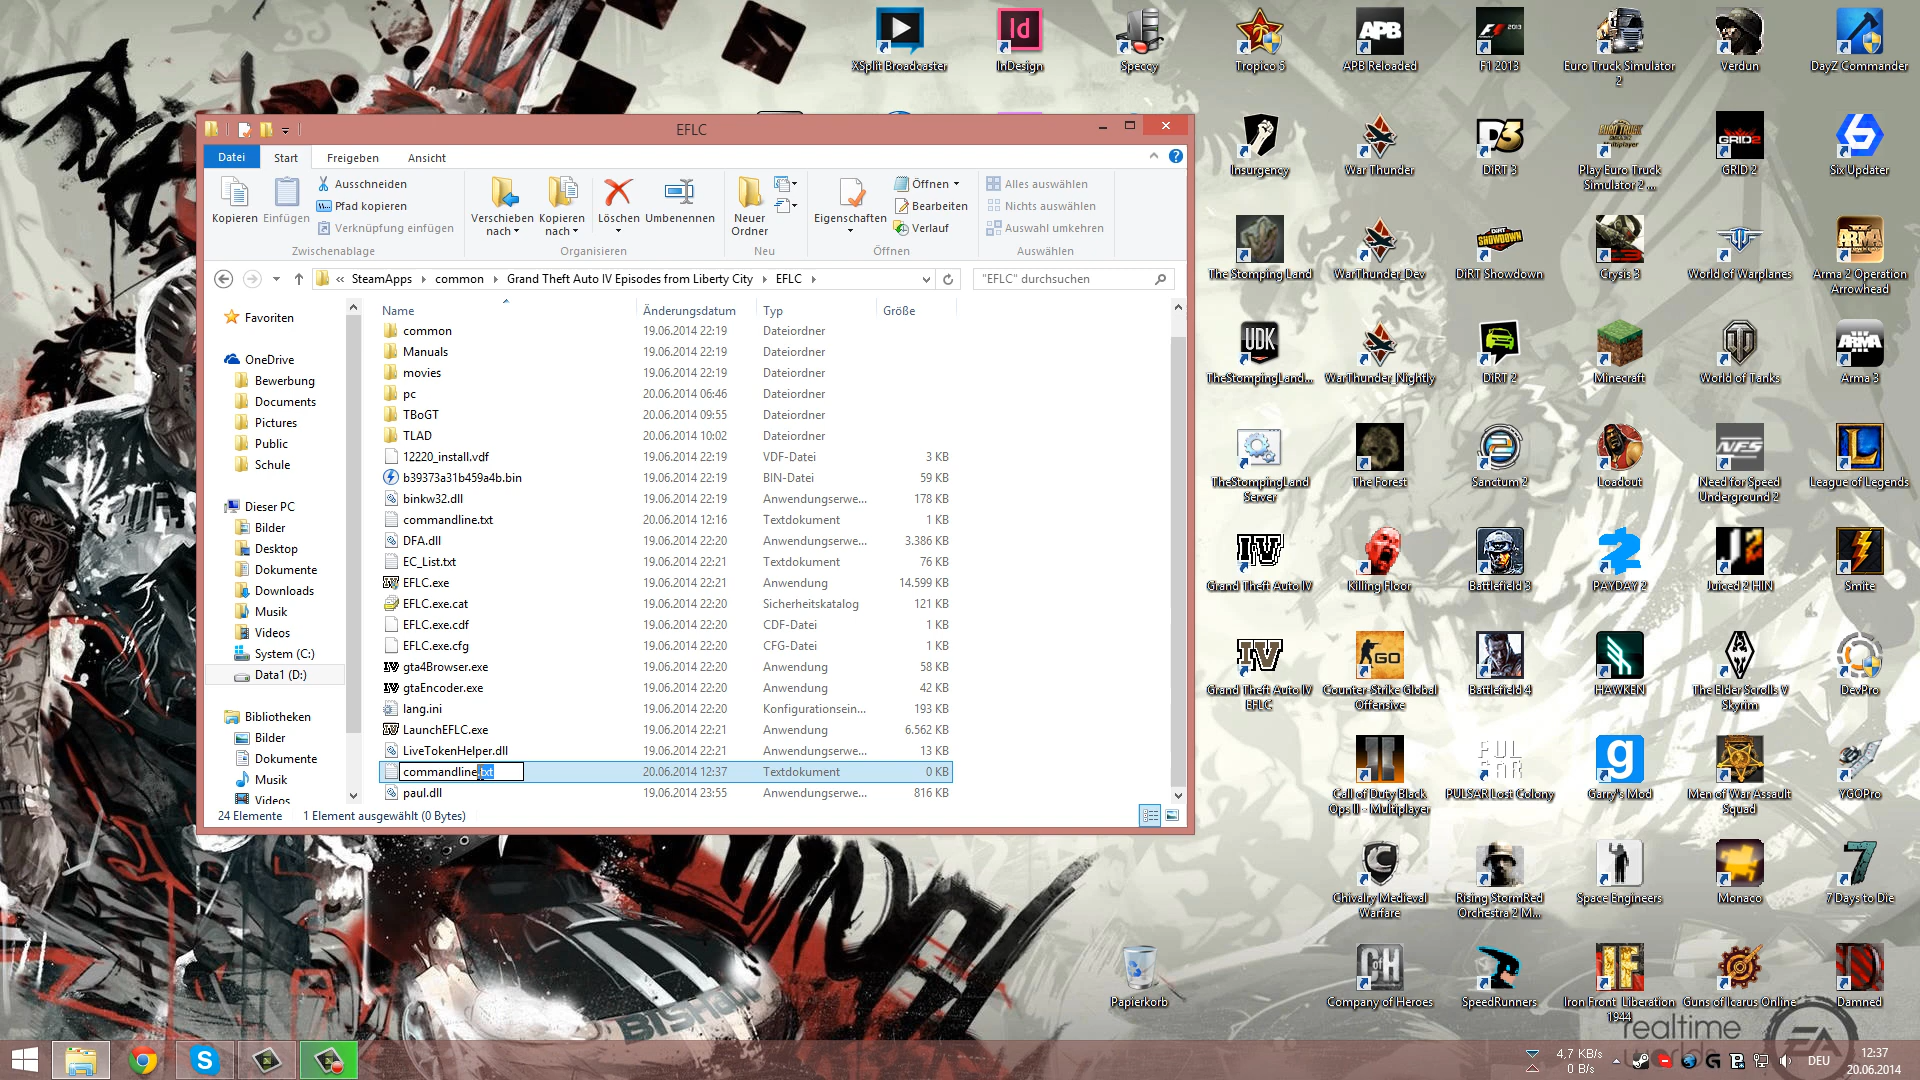 XSplit Broadcaster
InDesign
Speccy
Tropico 5
APB Reloaded
F1 2013
Euro Truck Simulator 2
Verdun
DayZ Commander
EFLC
Datei
Start
Freigeben
Ansicht
Kopieren
Einfügen
Ausschneiden
Pfad kopieren
Verknüpfung einfügen
Zwischenablage
Verschieben nach
Kopieren nach
Löschen
Umbenennen
Organisieren
Neuer Ordner
Neu
Eigenschaften
Öffnen
Bearbeiten
Verlauf
Öffnen
Alles auswählen
Nichts auswählen
Auswahl umkehren
Auswählen
« SteamApps
common
Grand Theft Auto IV Episodes from Liberty City
EFLC
"EFLC" durchsuchen
Favoriten
OneDrive
Bewerbung
Documents
Pictures
Public
Schule
Dieser PC
Bilder
Desktop
Dokumente
Downloads
Musik
Videos
System (C:)
Data1 (D:)
Bibliotheken
Bilder
Dokumente
Musik
Videos
Name Änderungsdatum Typ Größe
common 19.06.2014 22:19 Dateiordner
Manuals 19.06.2014 22:19 Dateiordner
movies 19.06.2014 22:19 Dateiordner
pc 20.06.2014 06:46 Dateiordner
TBoGT 20.06.2014 09:55 Dateiordner
TLAD 20.06.2014 10:02 Dateiordner
12220_install.vdf 19.06.2014 22:19 VDF-Datei 3 KB
b39373a31b459a4b.bin 19.06.2014 22:19 BIN-Datei 59 KB
binkw32.dll 19.06.2014 22:19 Anwendungserwe... 178 KB
commandline.txt 20.06.2014 12:16 Textdokument 1 KB
DFA.dll 19.06.2014 22:20 Anwendungserwe... 3.386 KB
EC_List.txt 19.06.2014 22:21 Textdokument 76 KB
EFLC.exe 19.06.2014 22:21 Anwendung 14.599 KB
EFLC.exe.cat 19.06.2014 22:20 Sicherheitskatalog 121 KB
EFLC.exe.cdf 19.06.2014 22:20 CDF-Datei 1 KB
EFLC.exe.cfg 19.06.2014 22:20 CFG-Datei 1 KB
gta4Browser.exe 19.06.2014 22:20 Anwendung 58 KB
gtaEncoder.exe 19.06.2014 22:20 Anwendung 42 KB
lang.ini 19.06.2014 22:20 Konfigurationsein... 193 KB
LaunchEFLC.exe 19.06.2014 22:21 Anwendung 6.562 KB
LiveTokenHelper.dll 19.06.2014 22:21 Anwendungserwe... 13 KB
commandline.txt 20.06.2014 12:37 Textdokument 0 KB
paul.dll 19.06.2014 23:55 Anwendungserwe... 816 KB
24 Elemente 1 Element ausgewählt (0 Bytes)
Insurgency
War Thunder
DiRT 3
Play Euro Truck Simulator 2 ...
GRID 2
Six Updater
The Stomping Land
WarThunder_Dev
DiRT Showdown
Crysis 3
World of Warplanes
Arma 2 Operation Arrowhead
TheStompingLand...
WarThunder_Nightly
DiRT 2
Minecraft
World of Tanks
Arma 3
TheStompingLand Server
The Forest
Sanctum 2
Loadout
Need for Speed Underground 2
League of Legends
Grand Theft Auto IV
Killing Floor
Battlefield 3
PAYDAY 2
Juiced 2 HIN
Smite
Grand Theft Auto IV EFLC
Counter-Strike Global Offensive
Battlefield 4
HAWKEN
The Elder Scrolls V Skyrim
DevPro
Call of Duty Black Ops II - Multiplayer
PULSAR Lost Colony
Garry's Mod
Men of War Assault Squad
YGOPro
Chivalry Medieval Warfare
Rising StormRed Orchestra 2 M...
Space Engineers
Monaco
7 Days to Die
Papierkorb
Company of Heroes
SpeedRunners
Iron Front Liberation 1944
Guns of Icarus Online
Damned
BISHADO
realtime
EA
4,7 KB/s
0 B/s
DEU
12:37
20.06.2014